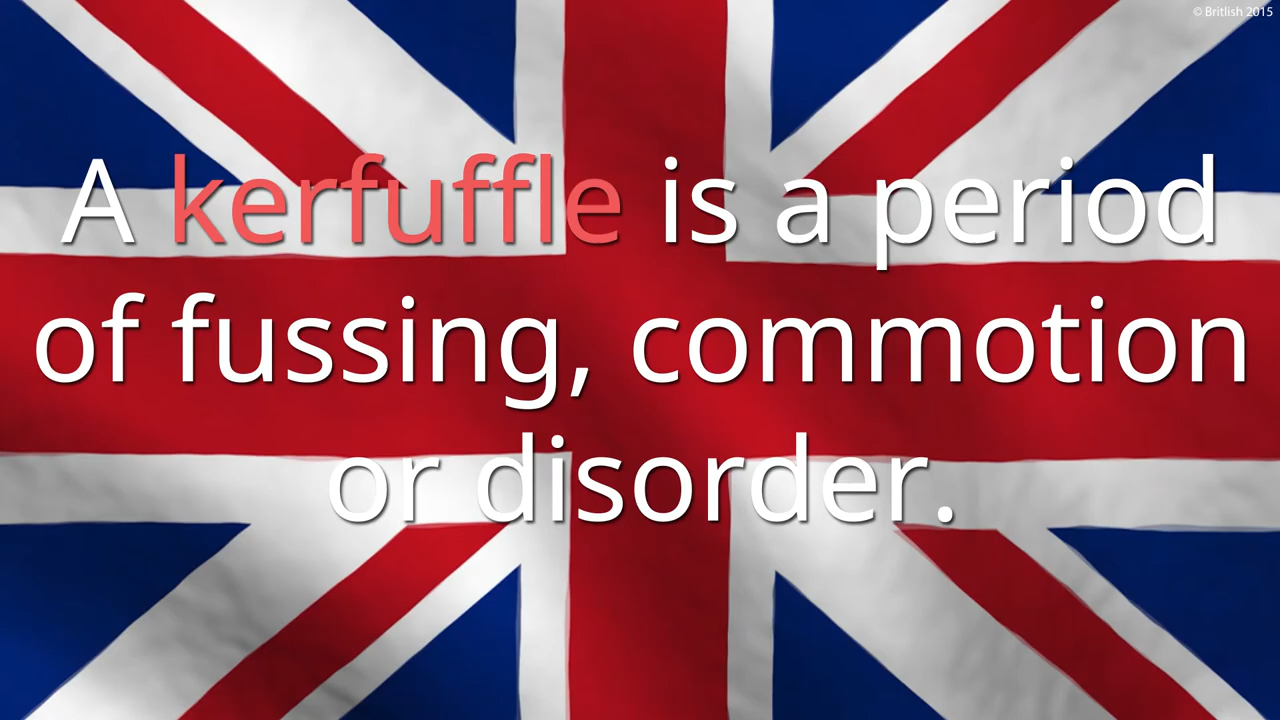 © Britlish 2015
A kerfuffle is a period
of fussing, commotion
or disorder.